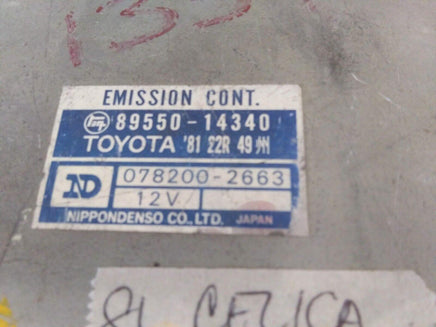 EMISSION CONT.
89550-14340
TOYOTA '81 22R 49州
ND 078200-2663
12V
NIPPONDENSO CO., LTD. JAPAN
81 CELICA